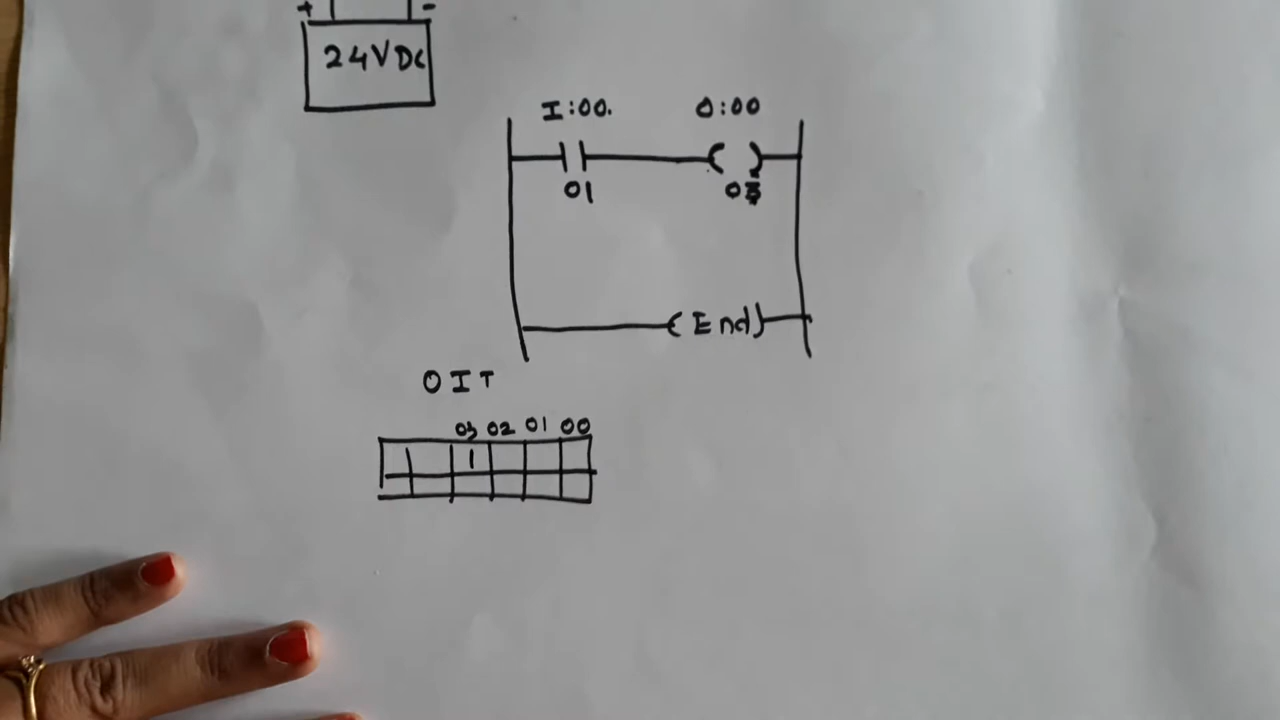 + -
24VDC
I:00. O:00
01 03
(End)
OIT
03 02 01 00
1